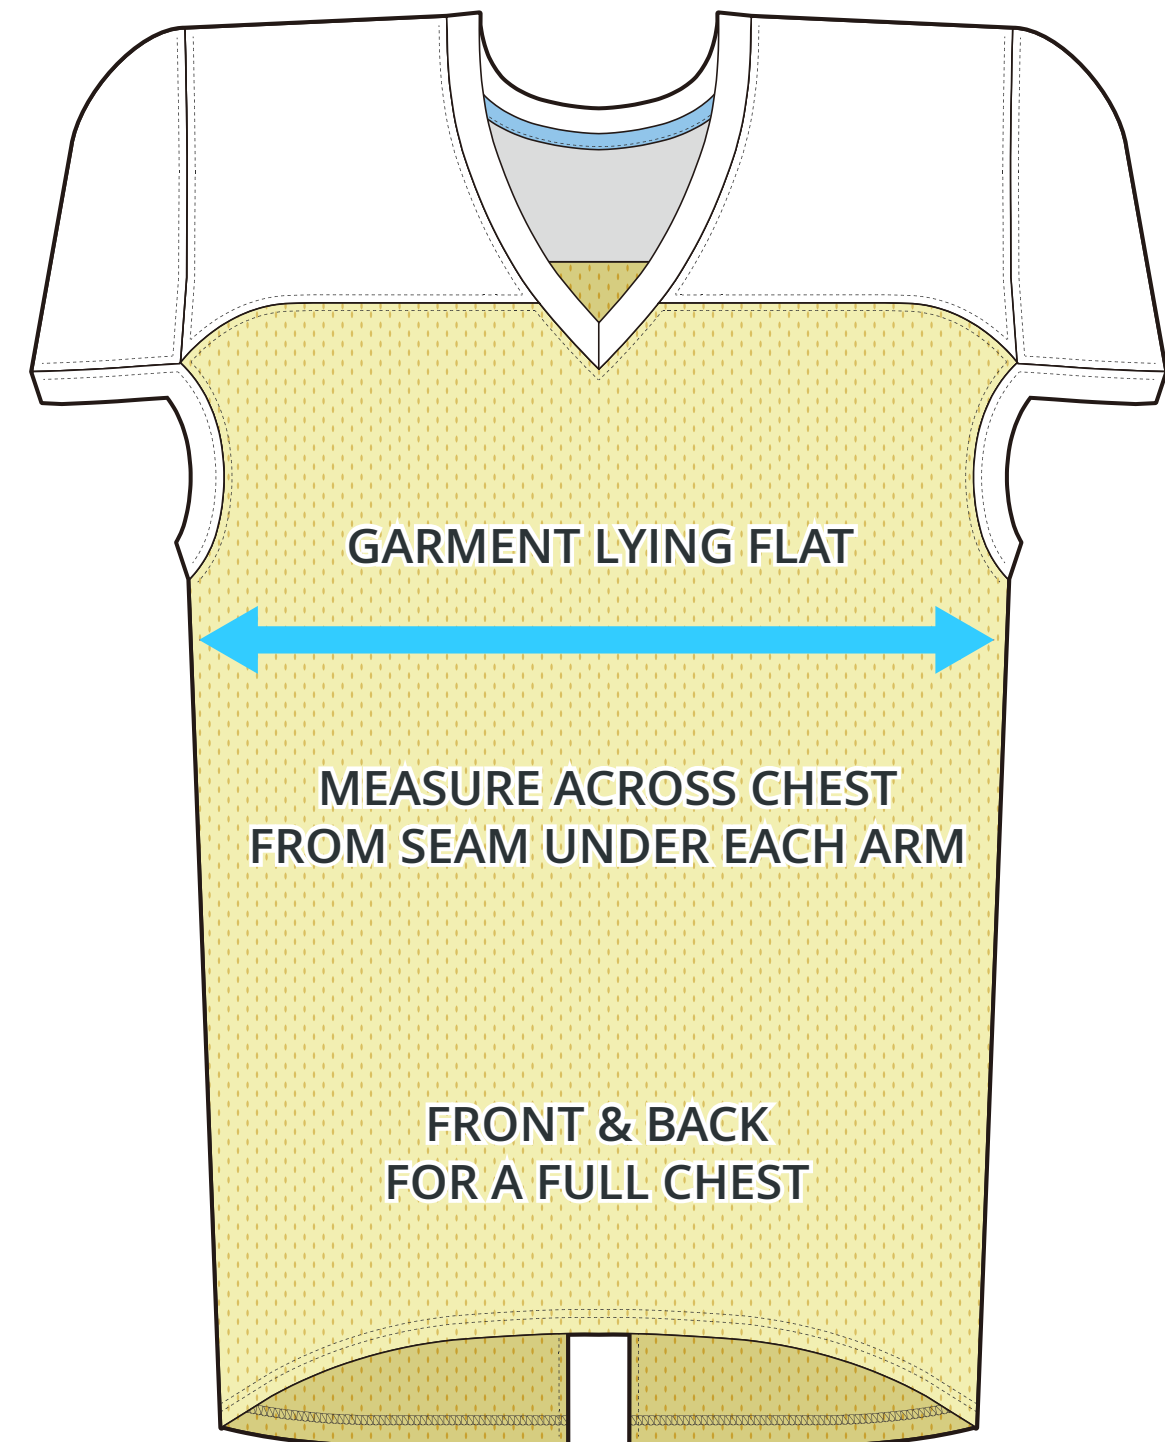 GARMENT LYING FLAT
MEASURE ACROSS CHEST
FROM SEAM UNDER EACH ARM
FRONT & BACK
FOR A FULL CHEST